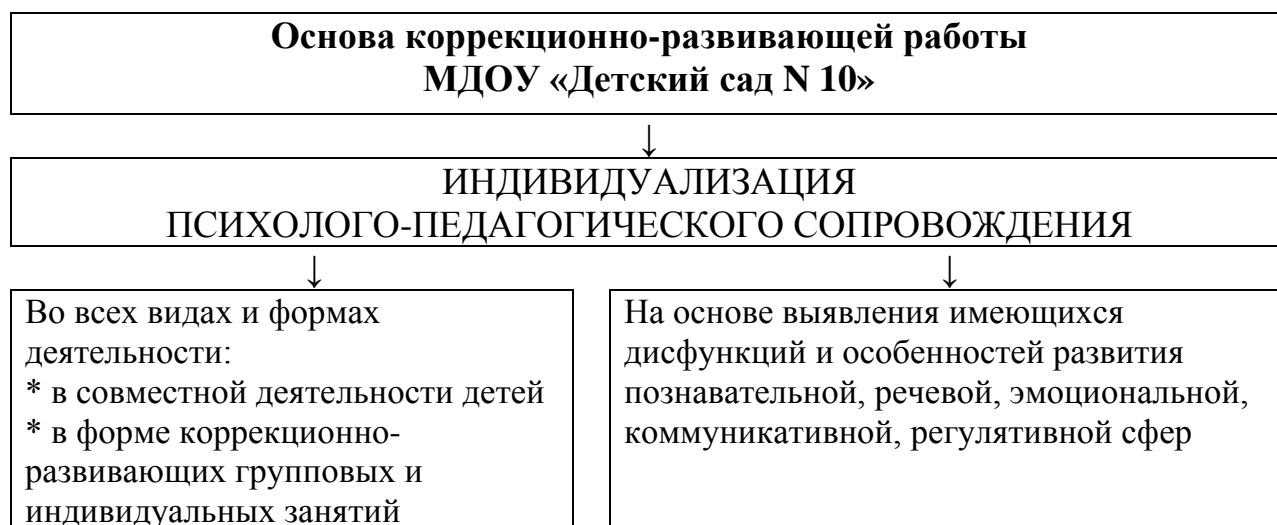 Основа коррекционно-развивающей работы
МДОУ «Детский сад N 10»
↓
ИНДИВИДУАЛИЗАЦИЯ
ПСИХОЛОГО-ПЕДАГОГИЧЕСКОГО СОПРОВОЖДЕНИЯ
↓ ↓
Во всех видах и формах
деятельности:
* в совместной деятельности детей
* в форме коррекционно-
развивающих групповых и
индивидуальных занятий
На основе выявления имеющихся
дисфункций и особенностей развития
познавательной, речевой, эмоциональной,
коммуникативной, регулятивной сфер